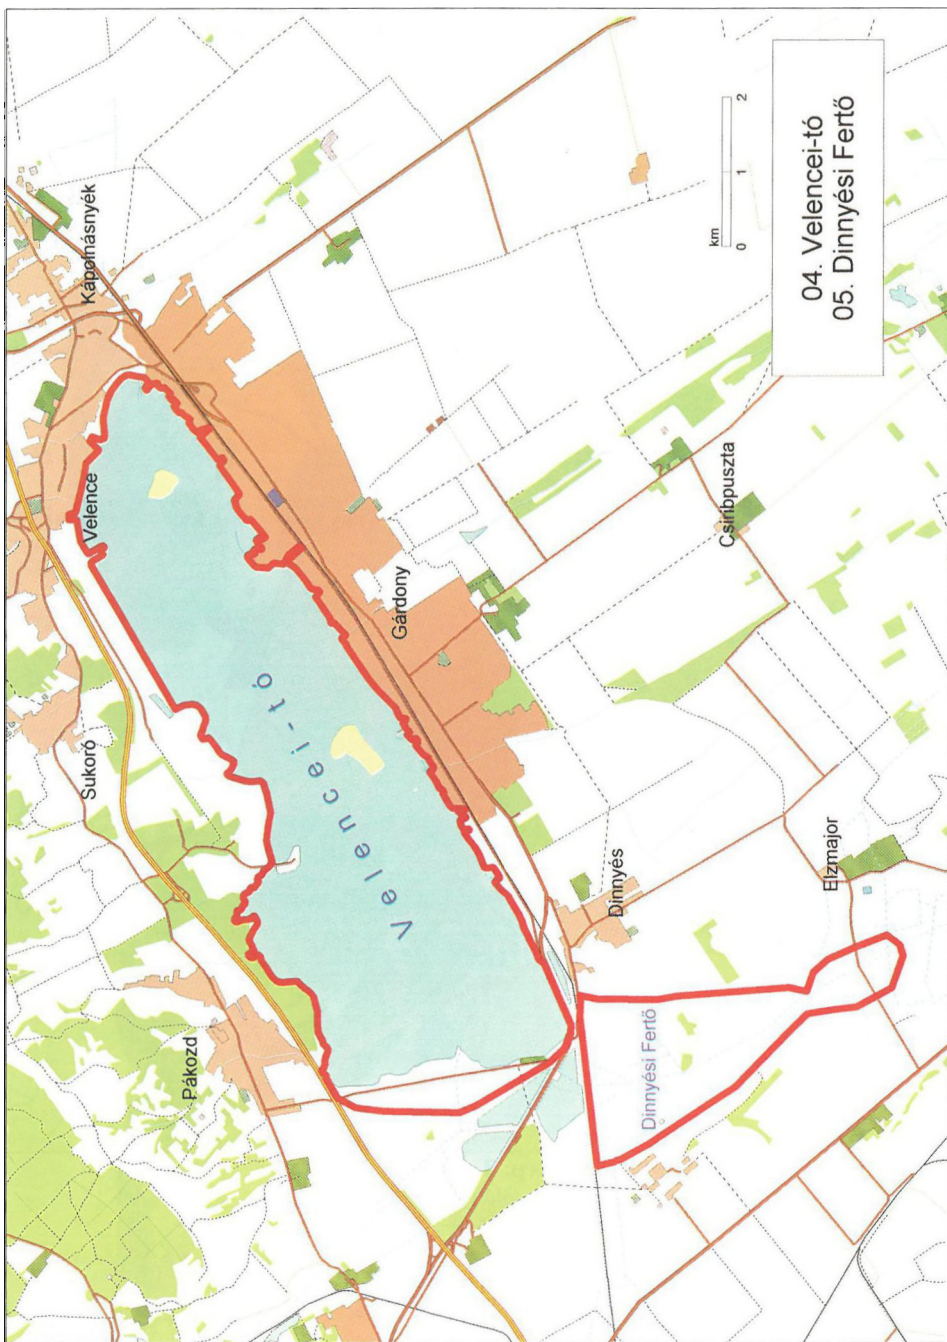 Kápolnásnyék
Velence
Sukoró
Velencei-tó
Gárdony
Pákozd
Dinnyés
Dinnyési Fertő
Csiribpuszta
Elzmajor
km
0 1 2
04. Velencei-tó
05. Dinnyési Fertő